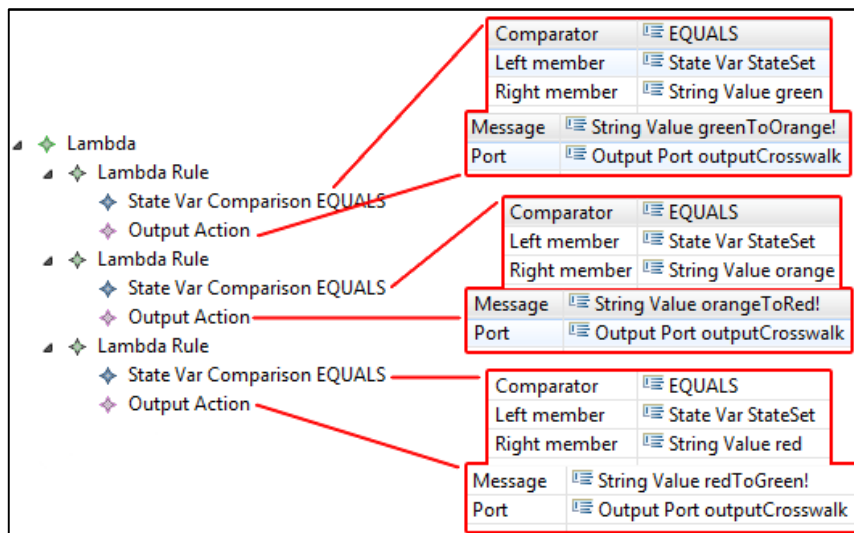 Comparator EQUALS
Left member State Var StateSet
Right member String Value green
Message String Value greenToOrange!
Port Output Port outputCrosswalk
Lambda
Lambda Rule
State Var Comparison EQUALS
Output Action
Lambda Rule
State Var Comparison EQUALS
Output Action
Lambda Rule
State Var Comparison EQUALS
Output Action
Comparator EQUALS
Left member State Var StateSet
Right member String Value orange
Message String Value orangeToRed!
Port Output Port outputCrosswalk
Comparator EQUALS
Left member State Var StateSet
Right member String Value red
Message String Value redToGreen!
Port Output Port outputCrosswalk